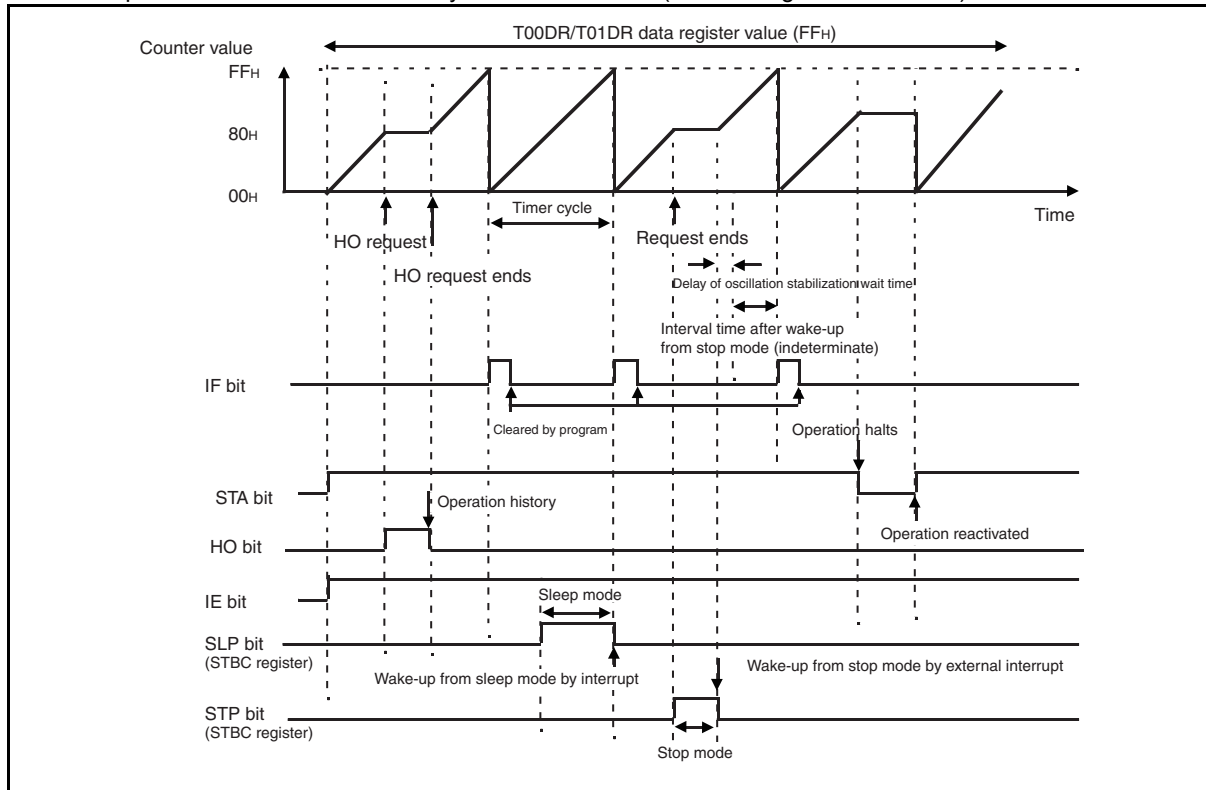 T00DR/T01DR data register value (FFH)
Counter value
FFH
80H
00H
Time
Timer cycle
HO request
HO request ends
Request ends
Delay of oscillation stabilization wait time
Interval time after wake-up
from stop mode (indeterminate)
IF bit
Cleared by program
Operation halts
STA bit
Operation history
Operation reactivated
HO bit
IE bit
Sleep mode
SLP bit
(STBC register)
Wake-up from sleep mode by interrupt
Wake-up from stop mode by external interrupt
STP bit
(STBC register)
Stop mode